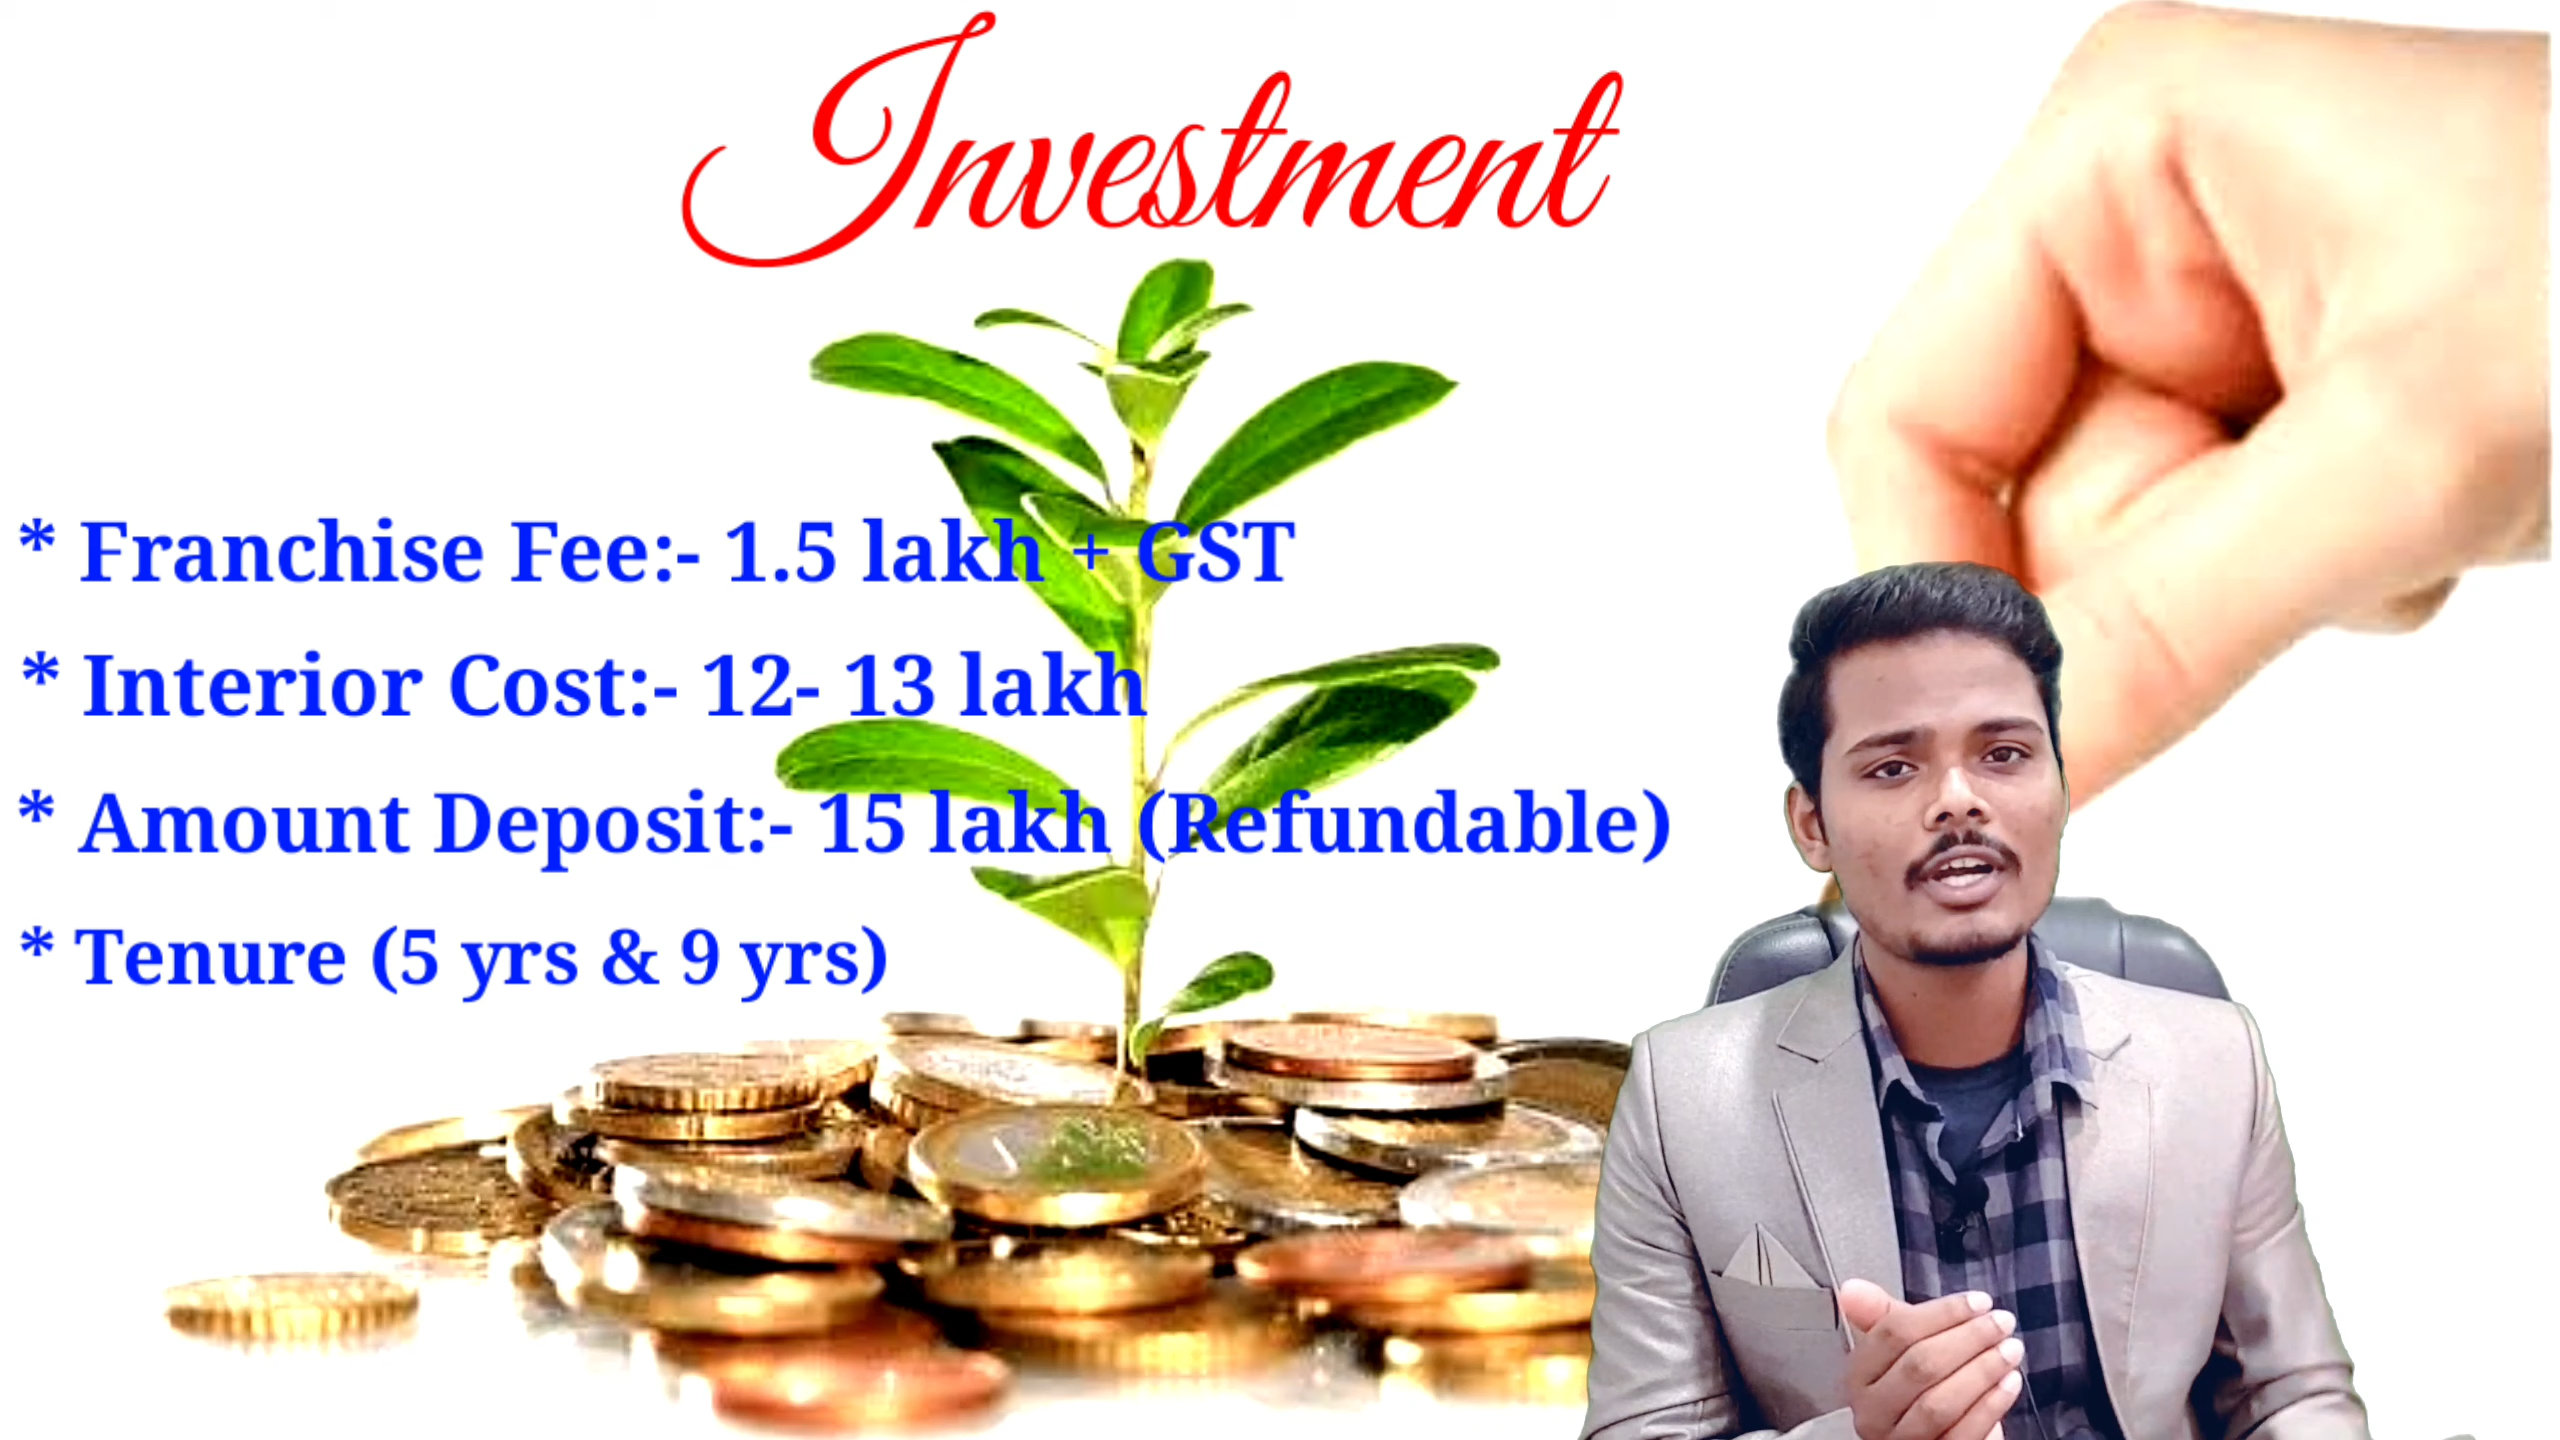 Investment
* Franchise Fee:- 1.5 lakh + GST
* Interior Cost:- 12- 13 lakh
* Amount Deposit:- 15 lakh (Refundable)
* Tenure (5 yrs & 9 yrs)